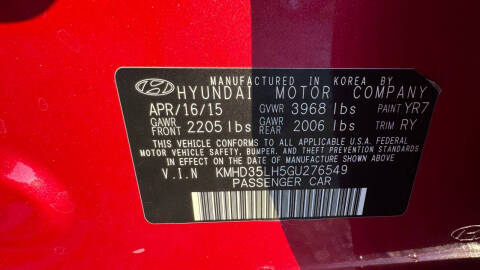 MANUFACTURED IN KOREA BY
HYUNDAI MOTOR COMPANY
APR/16/15 GVWR 3968 lbs PAINT YR7
GAWR FRONT 2205 lbs GAWR REAR 2006 lbs TRIM RY
THIS VEHICLE CONFORMS TO ALL APPLICABLE U.S.A. FEDERAL
MOTOR VEHICLE SAFETY, BUMPER, AND THEFT PREVENTION STANDARDS
IN EFFECT ON THE DATE OF MANUFACTURE SHOWN ABOVE
V.I.N KMHD35LH5GU276549
PASSENGER CAR